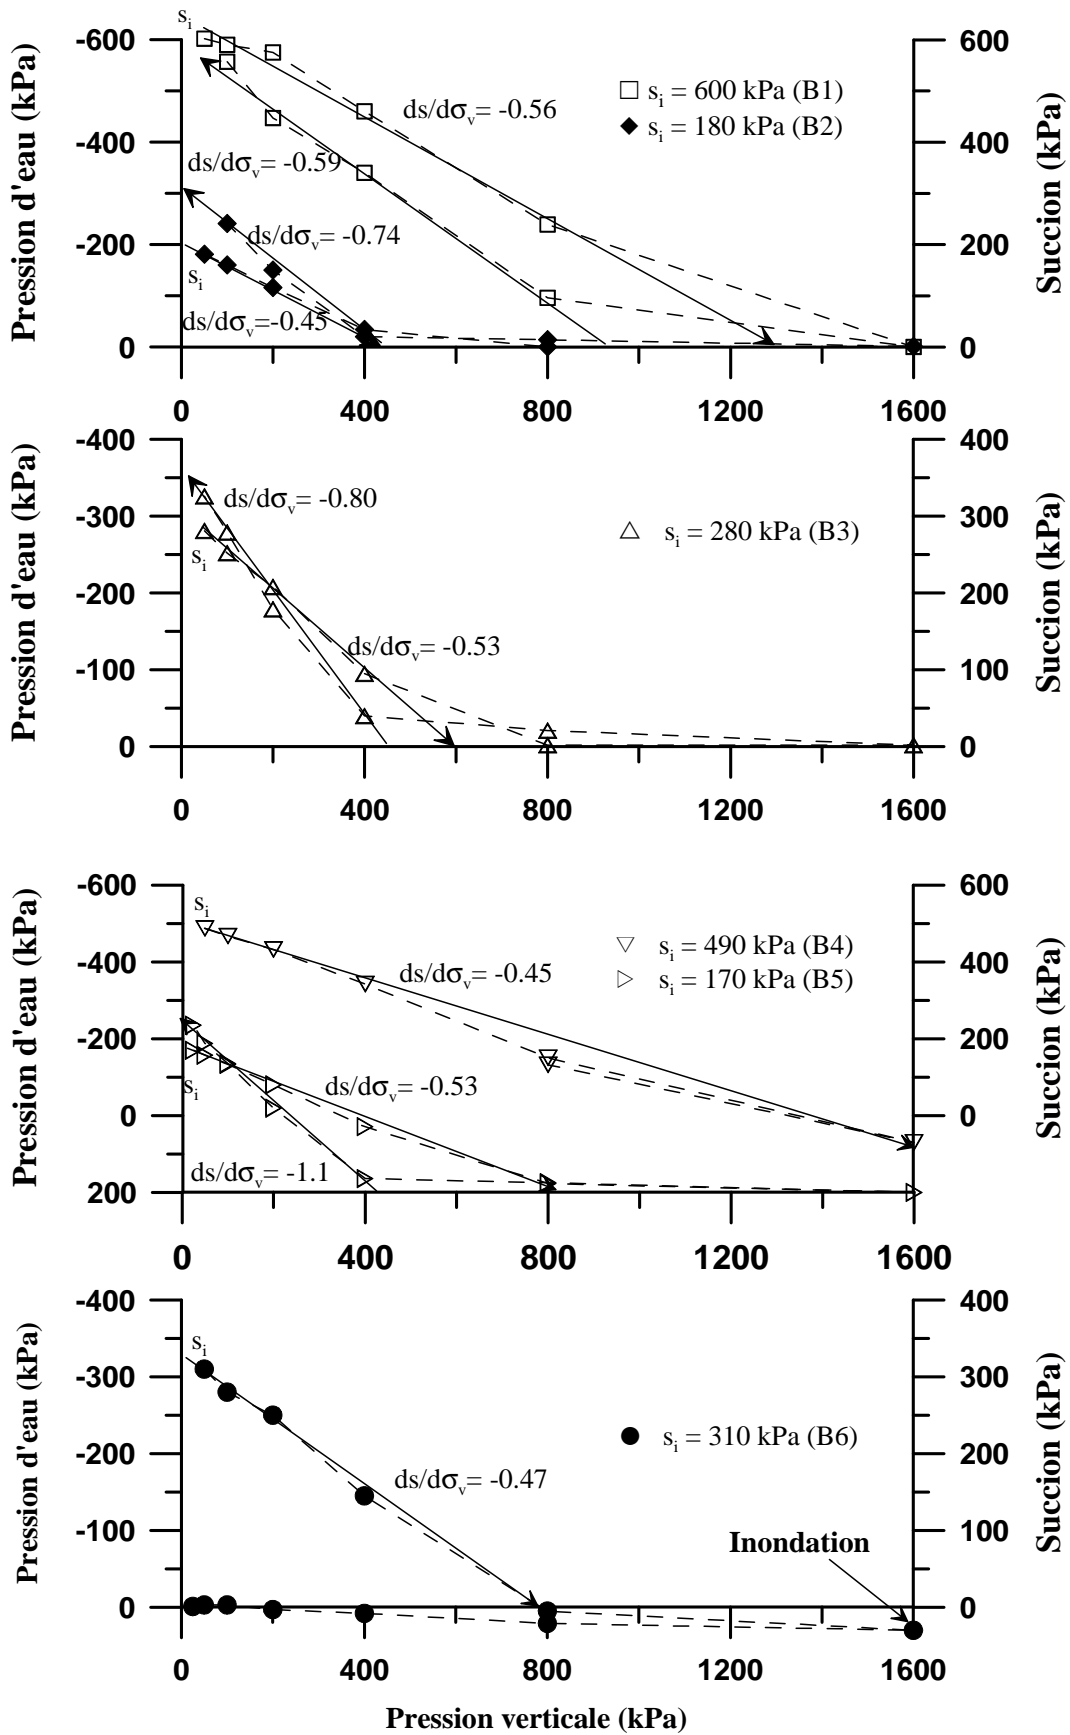 s_i
-600
600
s_i = 600 kPa (B1)
ds/dσ_v= -0.56
s_i = 180 kPa (B2)
-400
400
ds/dσ_v= -0.59
-200
ds/dσ_v= -0.74
200
s_i
ds/dσ_v=-0.45
0
0
Pression d'eau (kPa)
Succion (kPa)
0
400
800
1200
1600
-400
400
ds/dσ_v= -0.80
-300
s_i = 280 kPa (B3)
300
s_i
-200
200
ds/dσ_v= -0.53
-100
100
0
0
Pression d'eau (kPa)
Succion (kPa)
0
400
800
1200
1600
-600
600
s_i
s_i = 490 kPa (B4)
-400
ds/dσ_v= -0.45
400
s_i = 170 kPa (B5)
-200
200
s_i
ds/dσ_v= -0.53
0
0
ds/dσ_v= -1.1
200
Pression d'eau (kPa)
Succion (kPa)
0
400
800
1200
1600
-400
400
s_i
-300
300
s_i = 310 kPa (B6)
-200
200
ds/dσ_v= -0.47
-100
100
Inondation
0
0
Pression d'eau (kPa)
Succion (kPa)
0
400
800
1200
1600
Pression verticale (kPa)